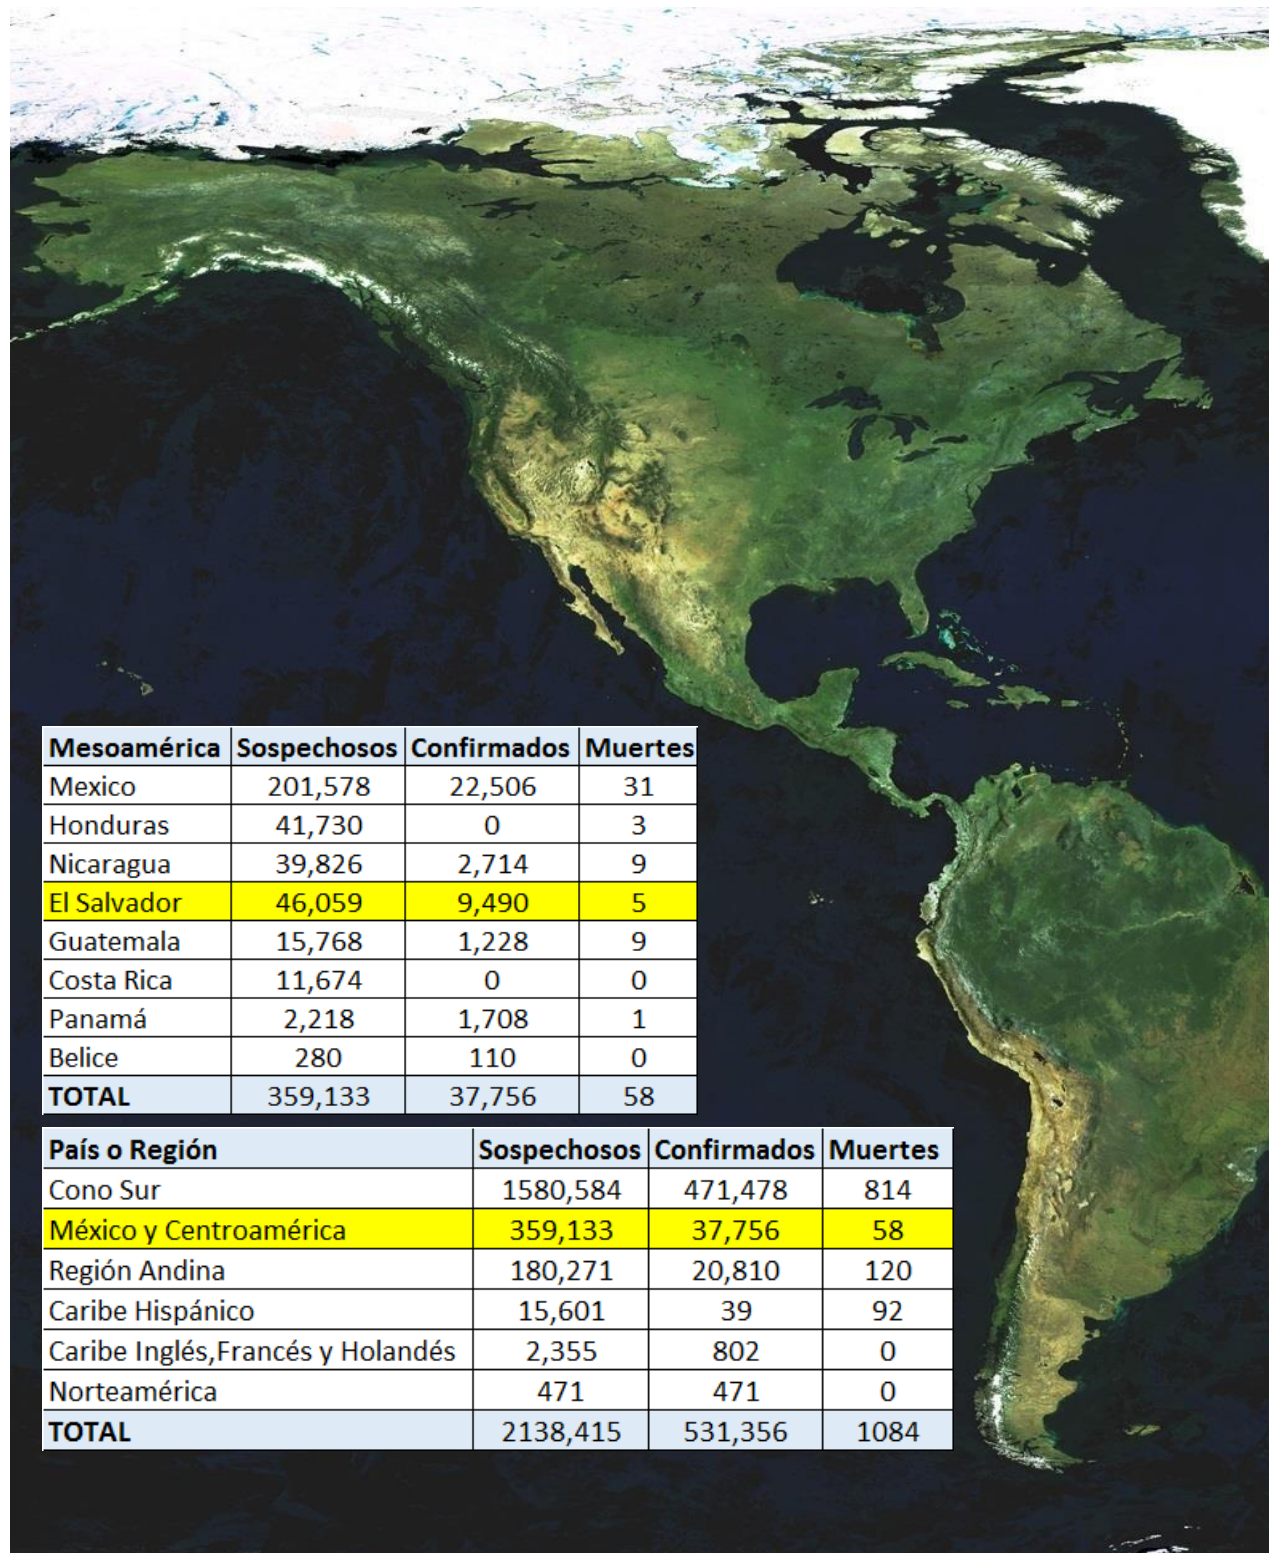 Mesoamérica Sospechosos Confirmados Muertes
Mexico 201,578 22,506 31
Honduras 41,730 0 3
Nicaragua 39,826 2,714 9
El Salvador 46,059 9,490 5
Guatemala 15,768 1,228 9
Costa Rica 11,674 0 0
Panamá 2,218 1,708 1
Belice 280 110 0
TOTAL 359,133 37,756 58
País o Región Sospechosos Confirmados Muertes
Cono Sur 1580,584 471,478 814
México y Centroamérica 359,133 37,756 58
Región Andina 180,271 20,810 120
Caribe Hispánico 15,601 39 92
Caribe Inglés,Francés y Holandés 2,355 802 0
Norteamérica 471 471 0
TOTAL 2138,415 531,356 1084